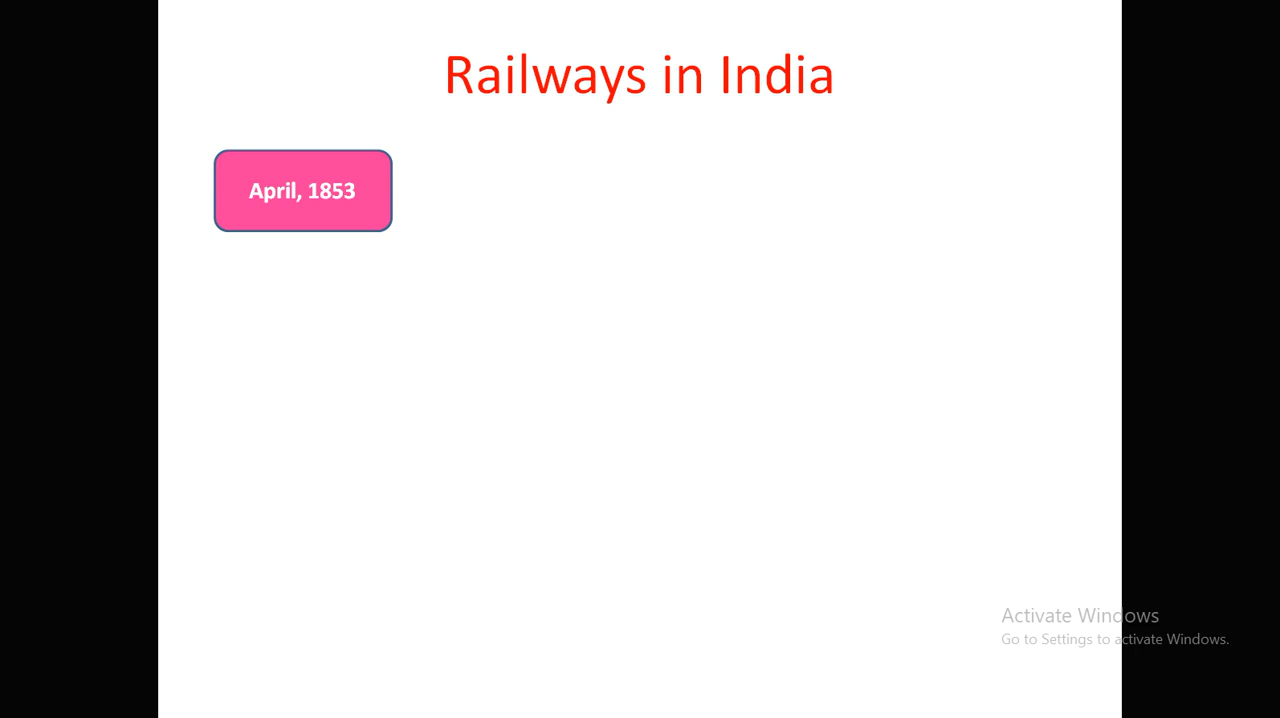 Railways in India
April, 1853
Activate Windows
Go to Settings to activate Windows.